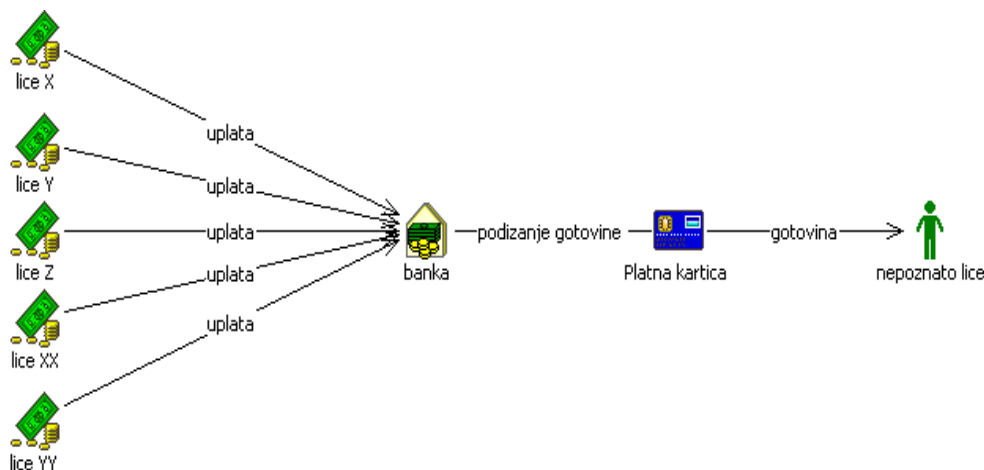 lice X
uplata
lice Y
uplata
lice Z
uplata
lice XX
uplata
lice YY
uplata
banka
podizanje gotovine
Platna kartica
gotovina
nepoznato lice